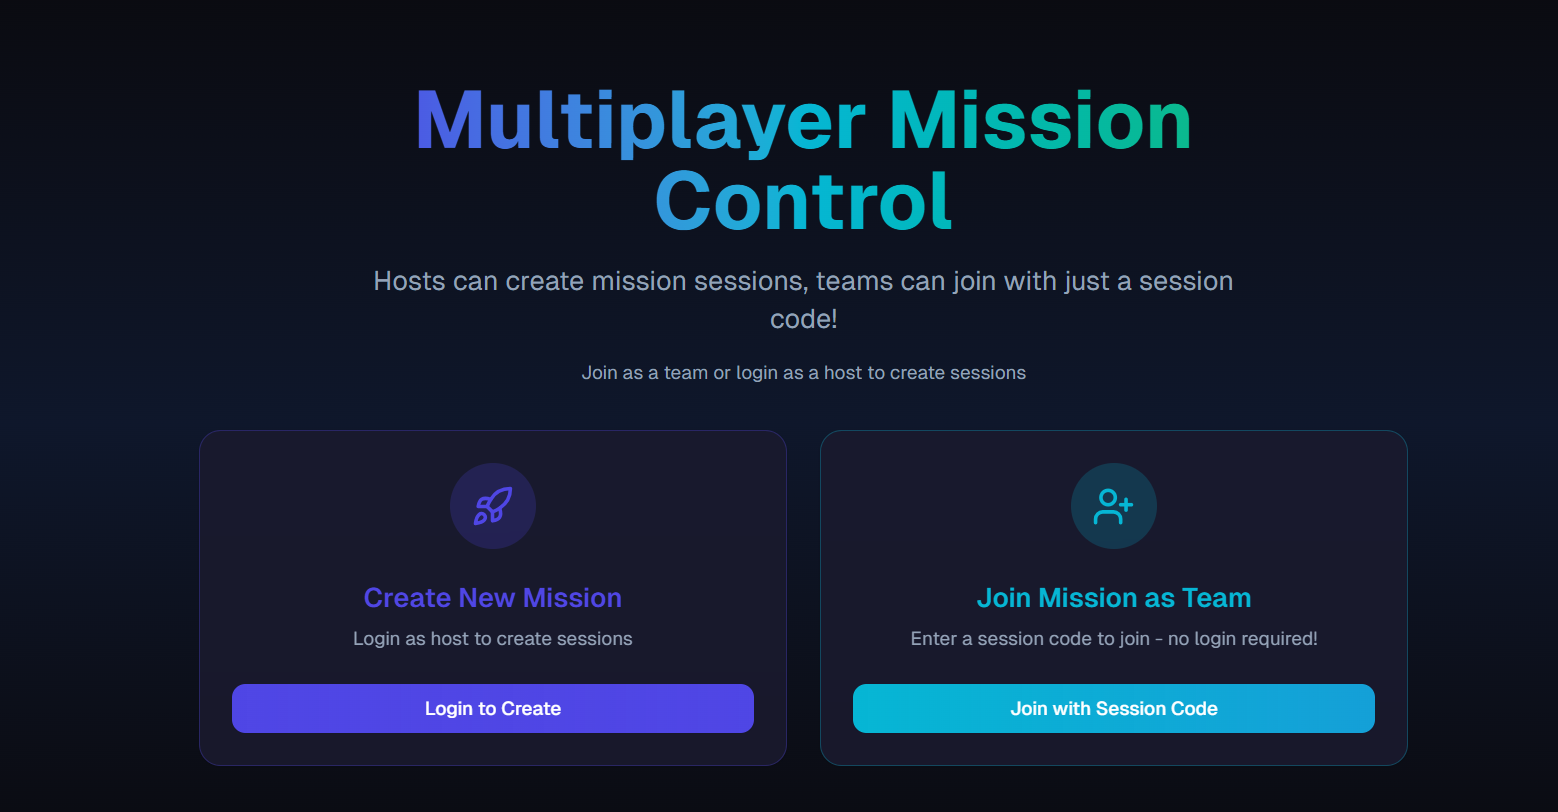 Multiplayer Mission
Control
Hosts can create mission sessions, teams can join with just a session
code!
Join as a team or login as a host to create sessions
Create New Mission
Login as host to create sessions
Login to Create
Join Mission as Team
Enter a session code to join - no login required!
Join with Session Code